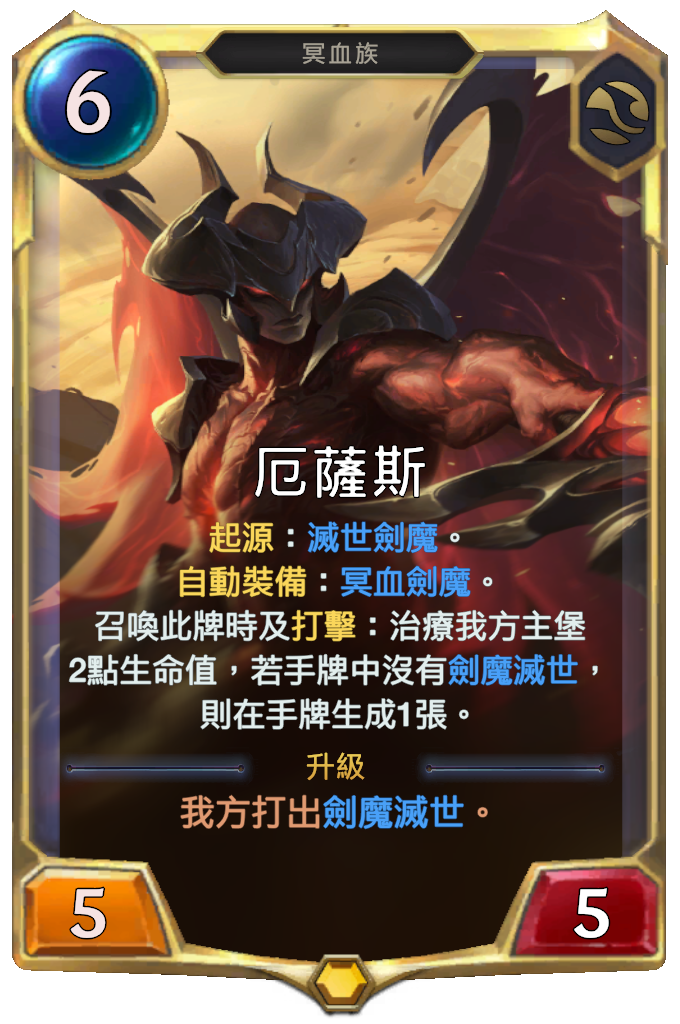 冥血族
6
厄薩斯
起源：滅世劍魔。
自動裝備：冥血劍魔。
召喚此牌時及打擊：治療我方主堡
2點生命值，若手牌中沒有劍魔滅世，
則在手牌生成1張。
升級
我方打出劍魔滅世。
5
5